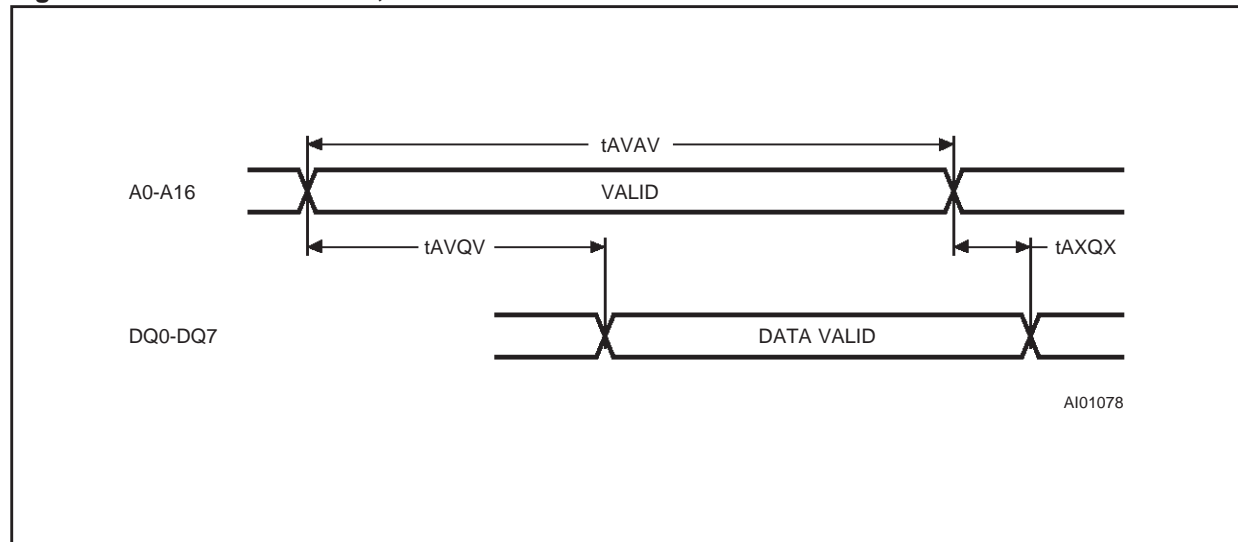 tAVAV
A0-A16
VALID
tAVQV
tAXQX
DQ0-DQ7
DATA VALID
AI01078